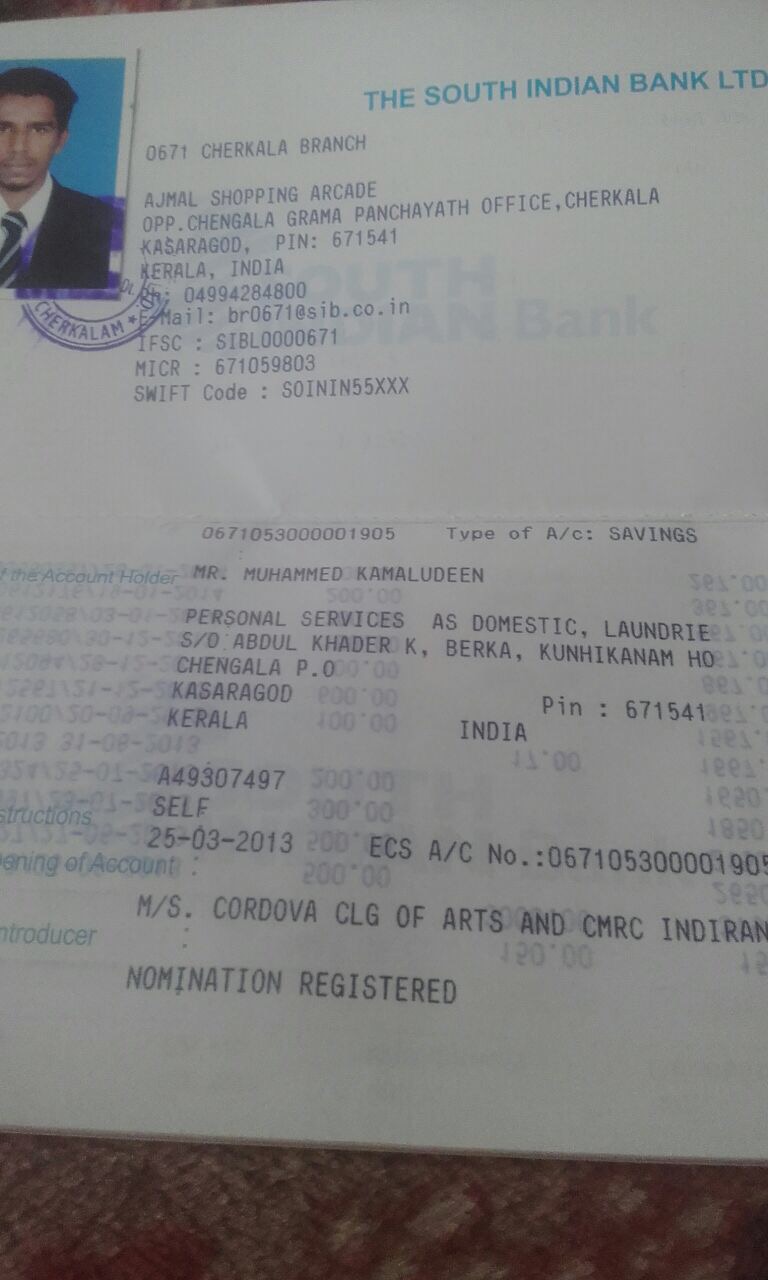 THE SOUTH INDIAN BANK LTD
0671 CHERKALA BRANCH
AJMAL SHOPPING ARCADE
OPP.CHENGALA GRAMA PANCHAYATH OFFICE,CHERKALA
KASARAGOD, PIN: 671541
KERALA, INDIA
04994284800
E-Mail: br0671@sib.co.in
CHERKALAM
IFSC : SIBL0000671
MICR : 671059803
SWIFT Code : SOININ55XXX
SOUTH
INDIAN Bank
0671053000001905 Type of A/c: SAVINGS
f the Account Holder MR. MUHAMMED KAMALUDEEN
PERSONAL SERVICES AS DOMESTIC, LAUNDRIE
S/O ABDUL KHADER K, BERKA, KUNHIKANAM HO
CHENGALA P.O
KASARAGOD Pin : 671541
KERALA INDIA
A49307497
structions SELF
25-03-2013 ECS A/C No.:0671053000001905
ening of Account :
M/S. CORDOVA CLG OF ARTS AND CMRC INDIRAN
ntroducer :
NOMINATION REGISTERED